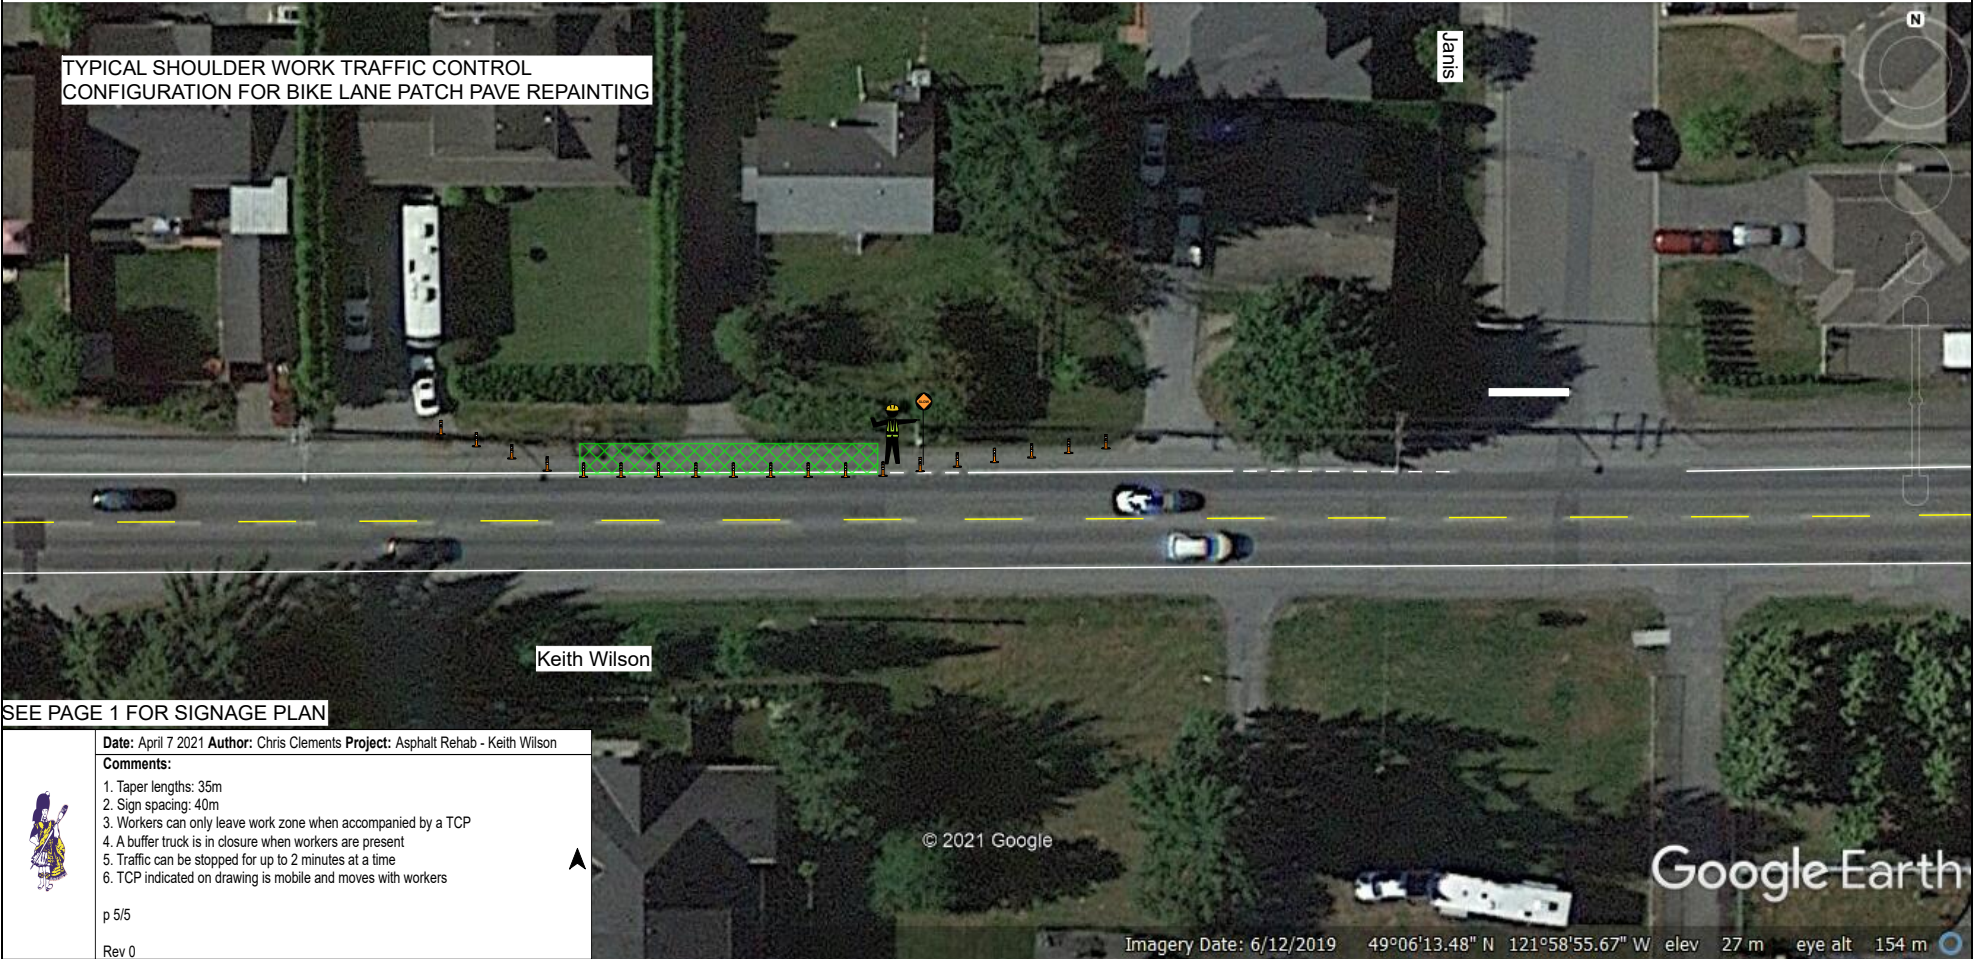 TYPICAL SHOULDER WORK TRAFFIC CONTROL
CONFIGURATION FOR BIKE LANE PATCH PAVE REPAINTING
Janis
N
Keith Wilson
SEE PAGE 1 FOR SIGNAGE PLAN
Date: April 7 2021 Author: Chris Clements Project: Asphalt Rehab - Keith Wilson
Comments:
1. Taper lengths: 35m
2. Sign spacing: 40m
3. Workers can only leave work zone when accompanied by a TCP
4. A buffer truck is in closure when workers are present
5. Traffic can be stopped for up to 2 minutes at a time
6. TCP indicated on drawing is mobile and moves with workers
p 5/5
Rev 0
© 2021 Google
Google Earth
Imagery Date: 6/12/2019 49°06'13.48" N 121°58'55.67" W elev 27 m eye alt 154 m